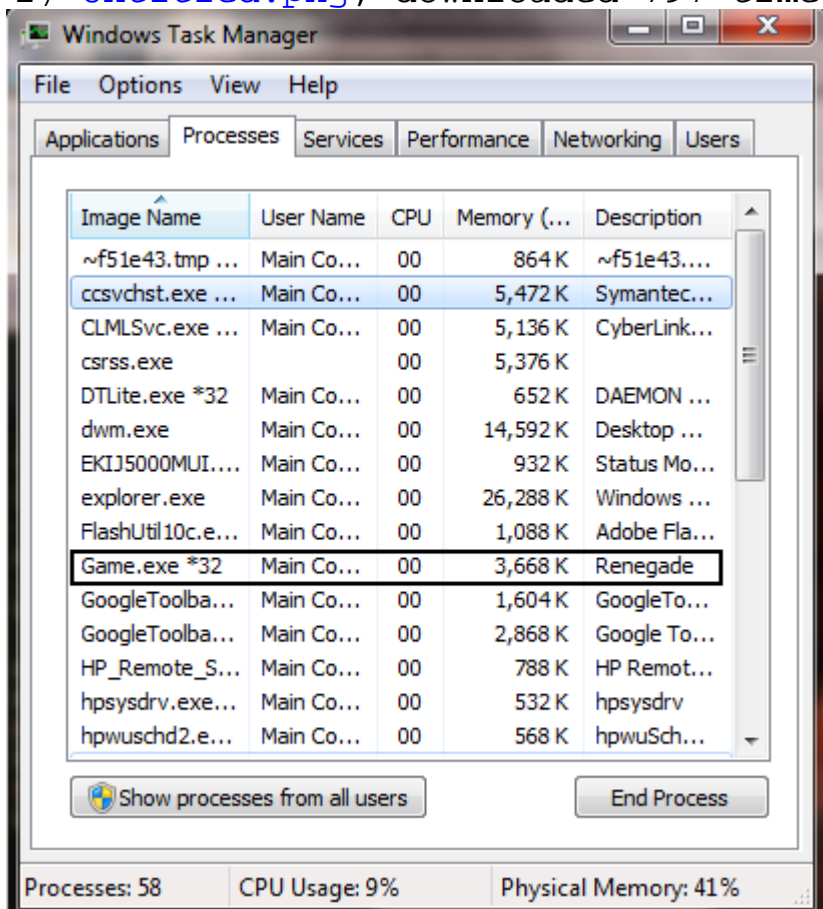 Windows Task Manager
File Options View Help
Applications Processes Services Performance Networking Users
Image Name User Name CPU Memory (... Description
~f51e43.tmp ... Main Co... 00 864 K ~f51e43....
ccsvchst.exe ... Main Co... 00 5,472 K Symantec...
CLMLSvc.exe ... Main Co... 00 5,136 K CyberLink...
csrss.exe 00 5,376 K
DTLite.exe *32 Main Co... 00 652 K DAEMON ...
dwm.exe Main Co... 00 14,592 K Desktop ...
EKIJ5000MUI.... Main Co... 00 932 K Status Mo...
explorer.exe Main Co... 00 26,288 K Windows ...
FlashUtil10c.e... Main Co... 00 1,088 K Adobe Fla...
Game.exe *32 Main Co... 00 3,668 K Renegade
GoogleToolba... Main Co... 00 1,604 K GoogleTo...
GoogleToolba... Main Co... 00 2,868 K Google To...
HP_Remote_S... Main Co... 00 788 K HP Remot...
hpsysdrv.exe... Main Co... 00 532 K hpsysdrv
hpwuschd2.e... Main Co... 00 568 K hpwuSch...
Show processes from all users End Process
Processes: 58 CPU Usage: 9% Physical Memory: 41%